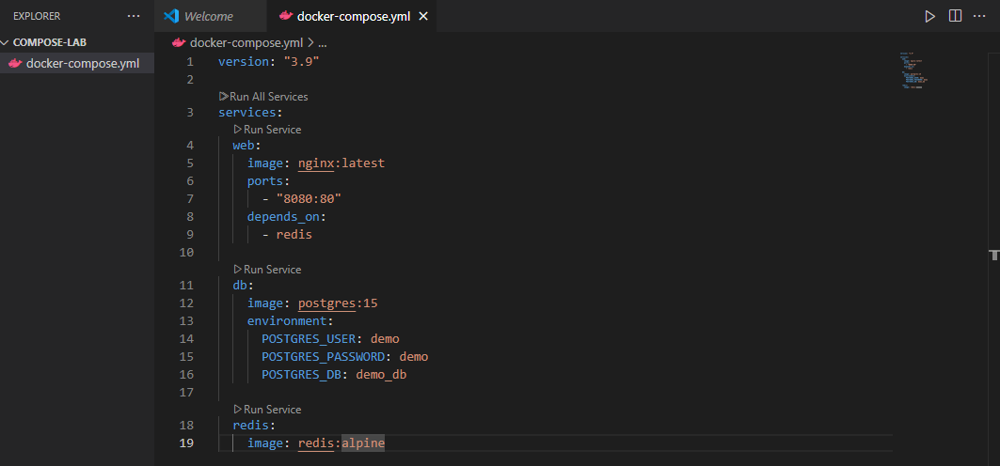 EXPLORER ...
Welcome
docker-compose.yml
COMPOSE-LAB
docker-compose.yml
docker-compose.yml > ...
1 version: "3.9"
2
Run All Services
3 services:
Run Service
4 web:
5 image: nginx:latest
6 ports:
7 - "8080:80"
8 depends_on:
9 - redis
10
Run Service
11 db:
12 image: postgres:15
13 environment:
14 POSTGRES_USER: demo
15 POSTGRES_PASSWORD: demo
16 POSTGRES_DB: demo_db
17
Run Service
18 redis:
19 image: redis:alpine